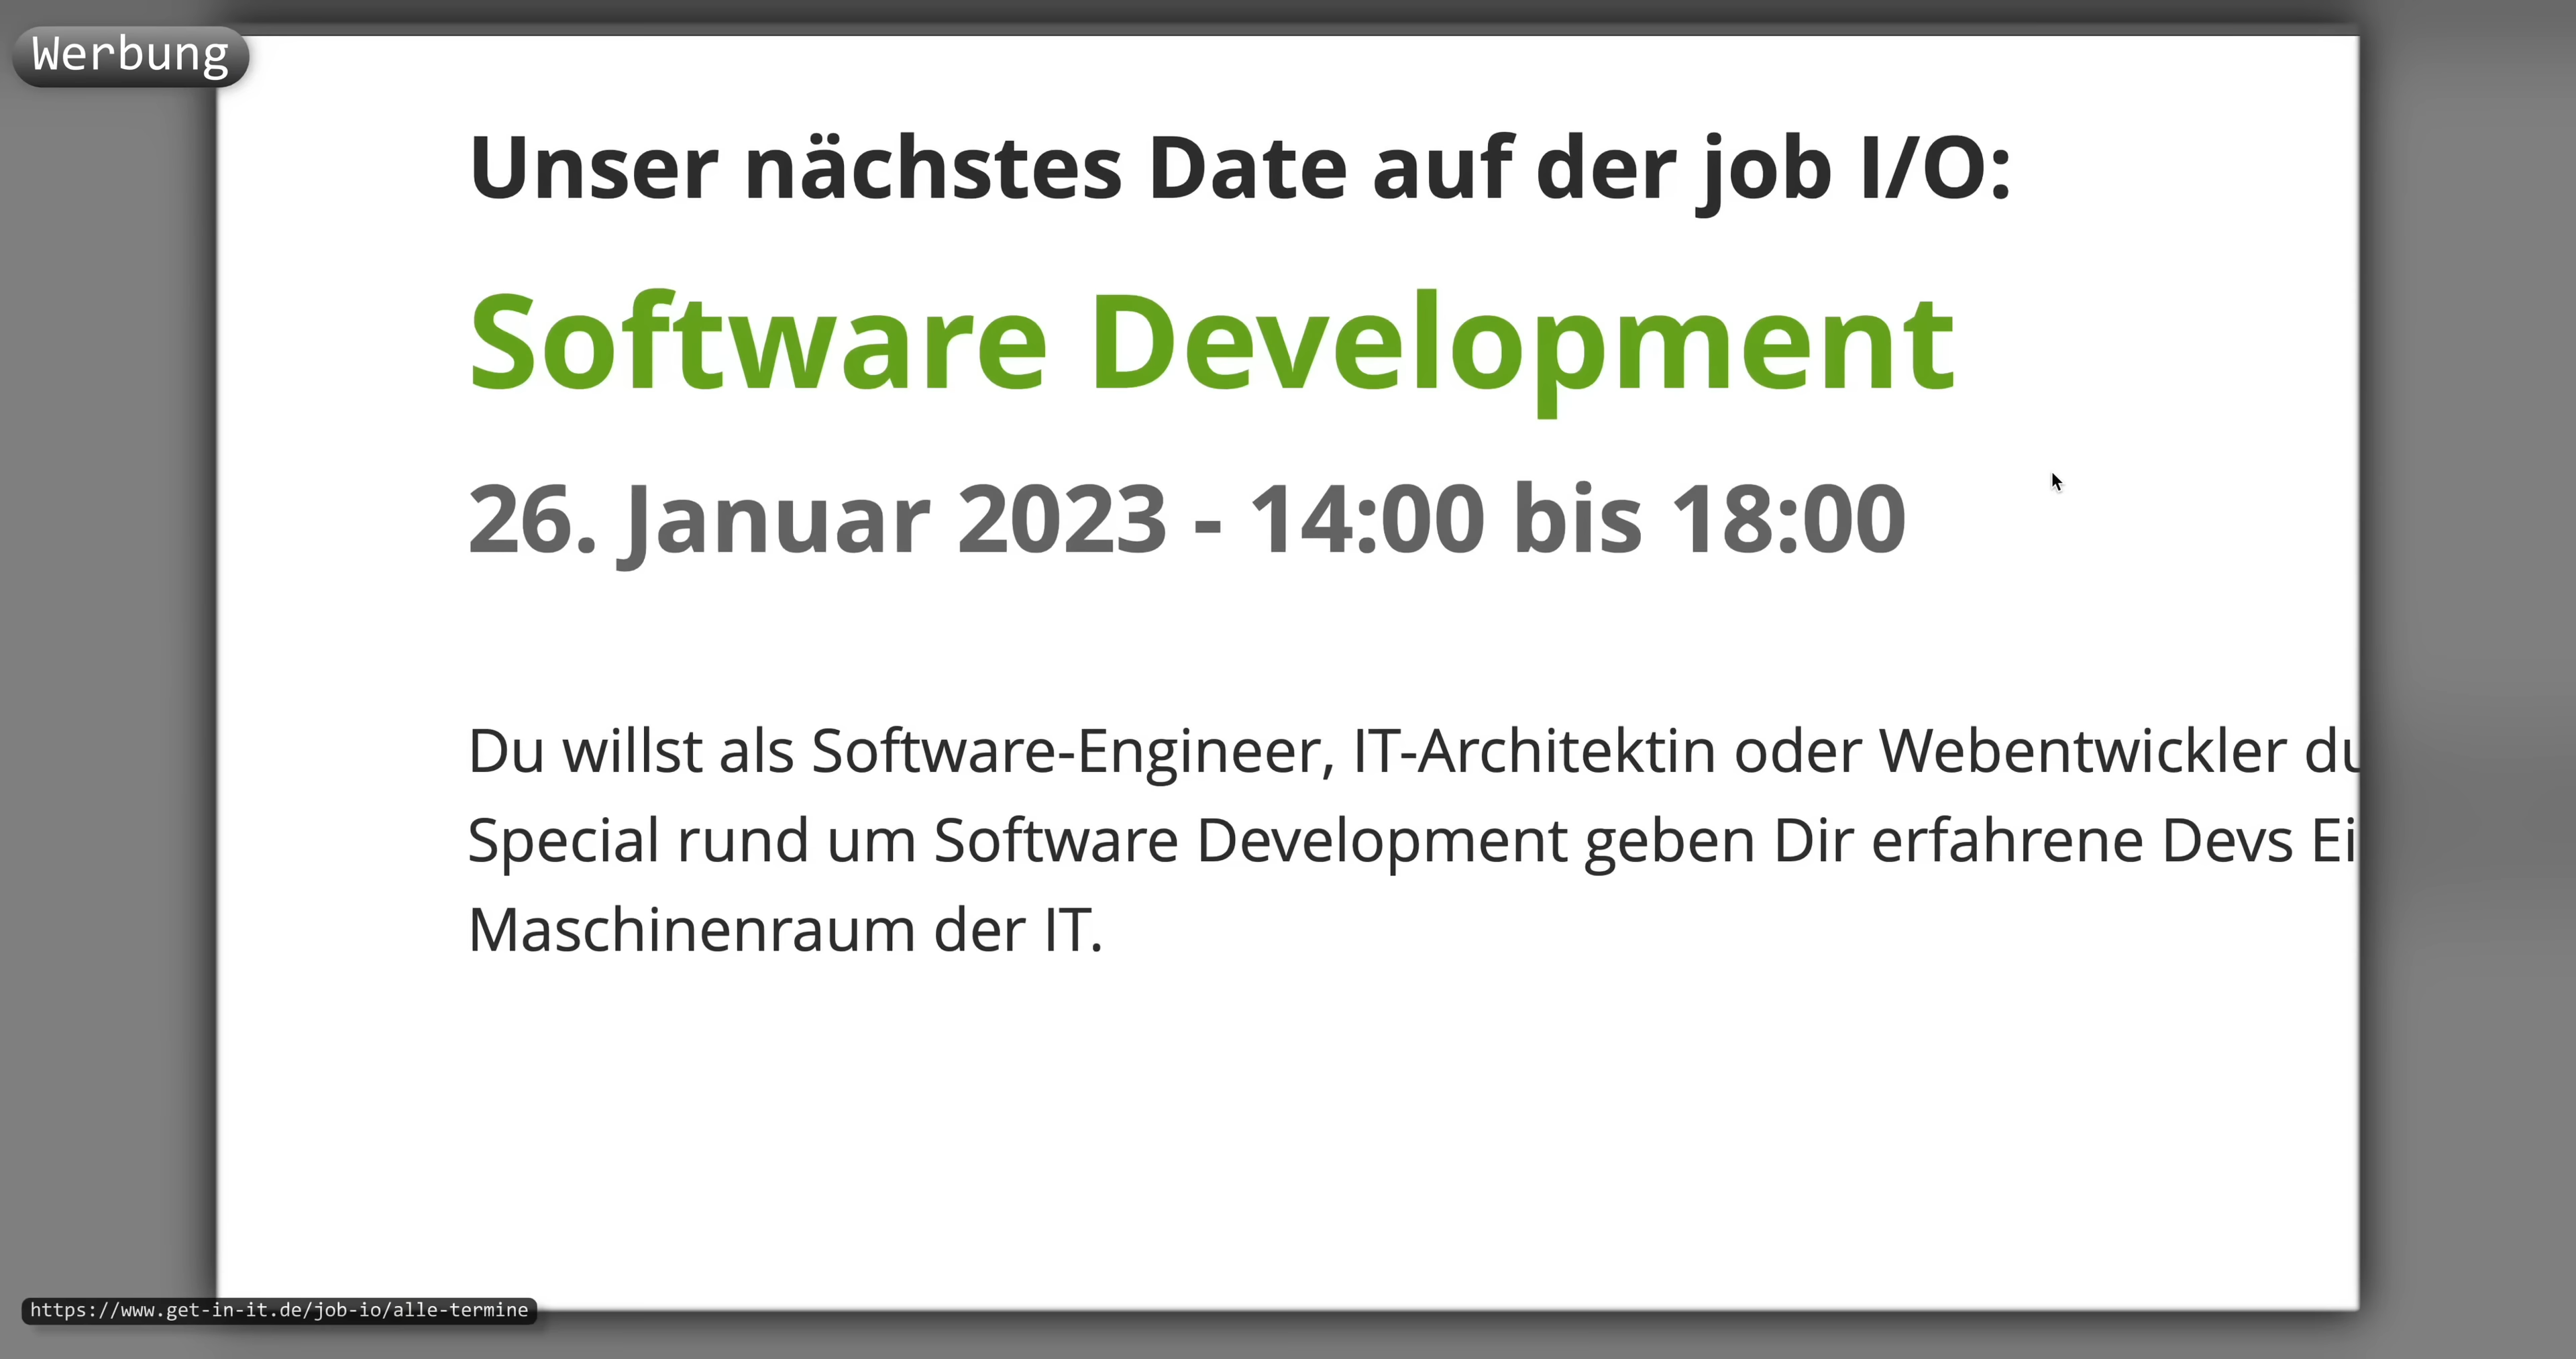 Werbung
Unser nächstes Date auf der job I/O:
Software Development
26. Januar 2023 - 14:00 bis 18:00
Du willst als Software-Engineer, IT-Architektin oder Webentwickler
Special rund um Software Development geben Dir erfahrene Devs
Maschinenraum der IT.
https://www.get-in-it.de/job-io/alle-termine